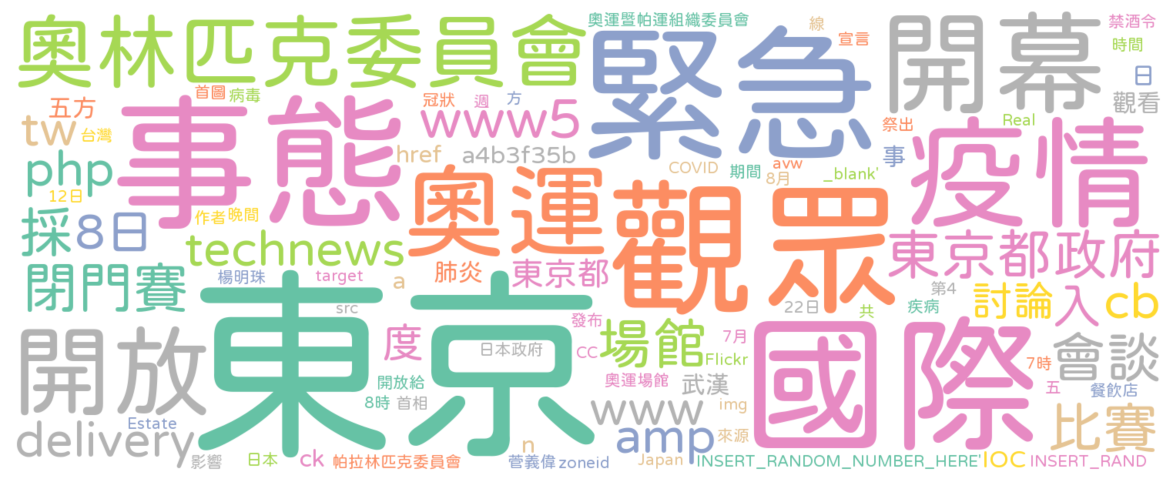 奧林匹克委員會
奧運暨帕運組織委員會
線
宣言
禁酒令
時間
緊急
開幕
日
觀看
首圖
病毒
五方
tw
台灣
事態
冠狀
週
方
www5
祭出
Real
疫情
php
12日
href
a4b3f35b
COVID
期間
avw
8月
_blank'
事
採
8日
作者
晚間
奧運
觀眾
technews
東京都政府
閉門賽
楊明珠
target
a
肺炎
東京都
22日
第4
疾病
共
討論
入
cb
src
東京
開放
度
日本政府
發布
CC
場館
Flickr
7月
國際
會談
7時
開放給
8時
首相
奧運場館
武漢
五
餐飲店
Estate
delivery
影響
日本
ck
帕拉林匹克委員會
n
菅義偉
zoneid
www
amp
img
來源
Japan
INSERT_RANDOM_NUMBER_HERE'
IOC
比賽
INSERT_RAND